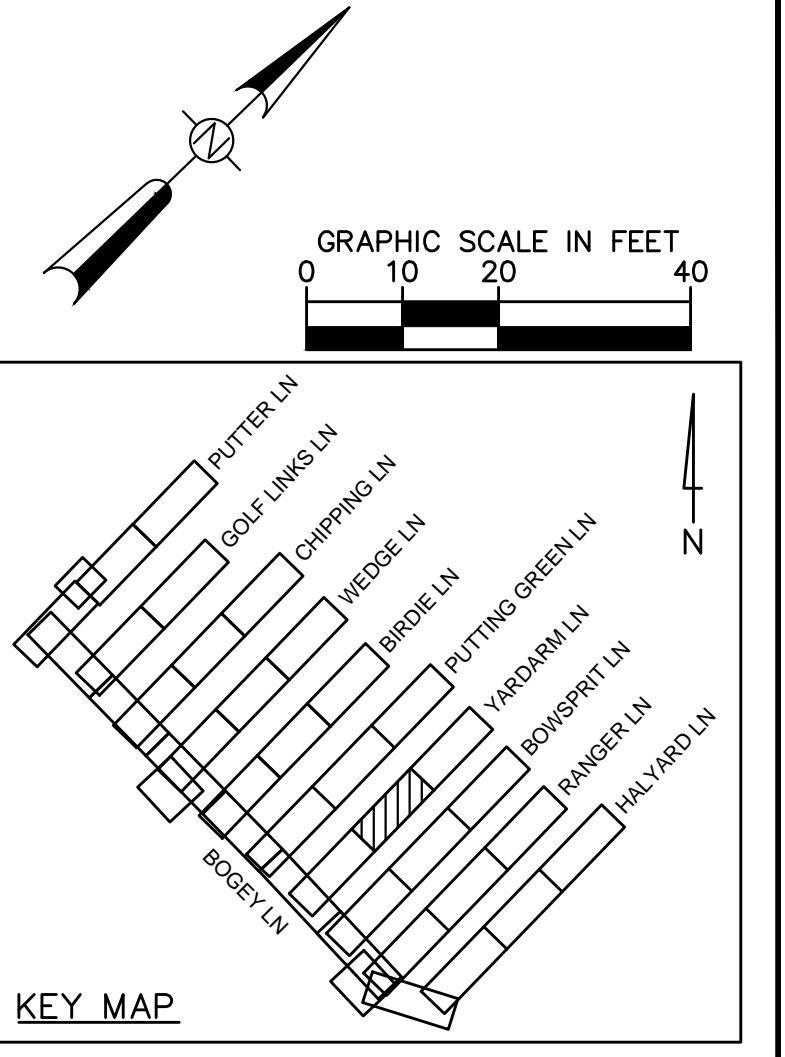 N
GRAPHIC SCALE IN FEET
0 10 20 40
PUTTER LN
GOLF LINKS LN
CHIPPING LN
WEDGE LN
BIRDIE LN
PUTTING GREEN LN
YARDARM LN
BOWSPRIT LN
RANGER LN
HALYARD LN
N
BOGEY LN
KEY MAP